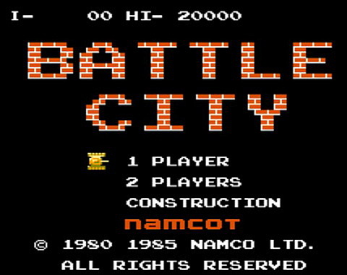 I- 00 HI- 20000
BATTLE
CITY
1 PLAYER
2 PLAYERS
CONSTRUCTION
namcot
© 1980 1985 NAMCO LTD.
ALL RIGHTS RESERVED